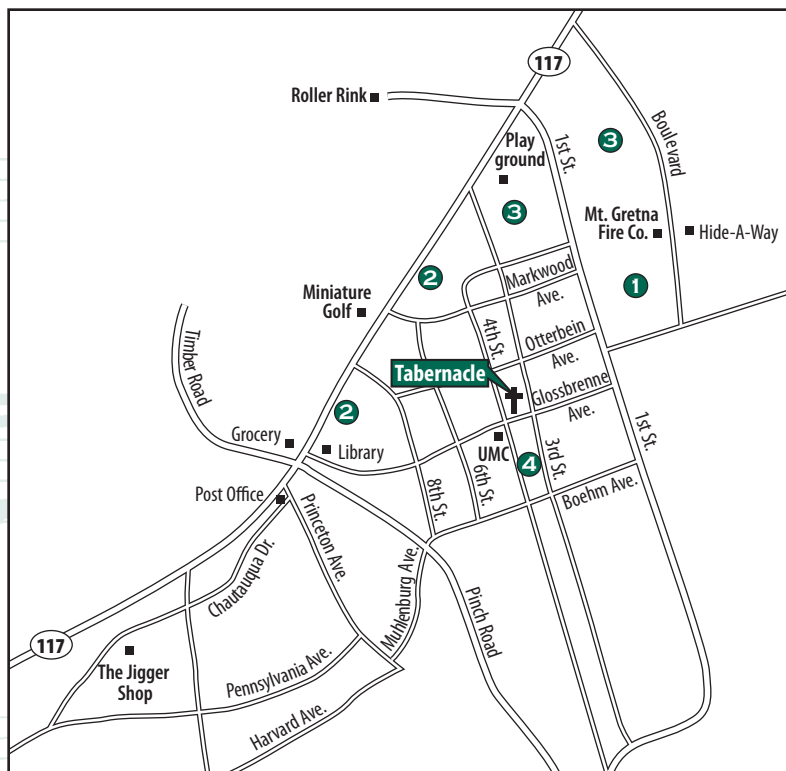 117
Roller Rink
Play
ground
1st St.
3
Boulevard
3
Mt. Gretna
Fire Co.
Hide-A-Way
Markwood
Ave.
2
1
Miniature
Golf
4th St.
Otterbein
Ave.
Timber Road
Tabernacle
Glossbrenne
Ave.
2
1st St.
Grocery
Library
UMC
4
3rd St.
8th St.
6th St.
Boehm Ave.
Post Office
Princeton Ave.
Chautauqua Dr.
Muhlenburg Ave.
Pinch Road
117
The Jigger
Shop
Pennsylvania Ave.
Harvard Ave.